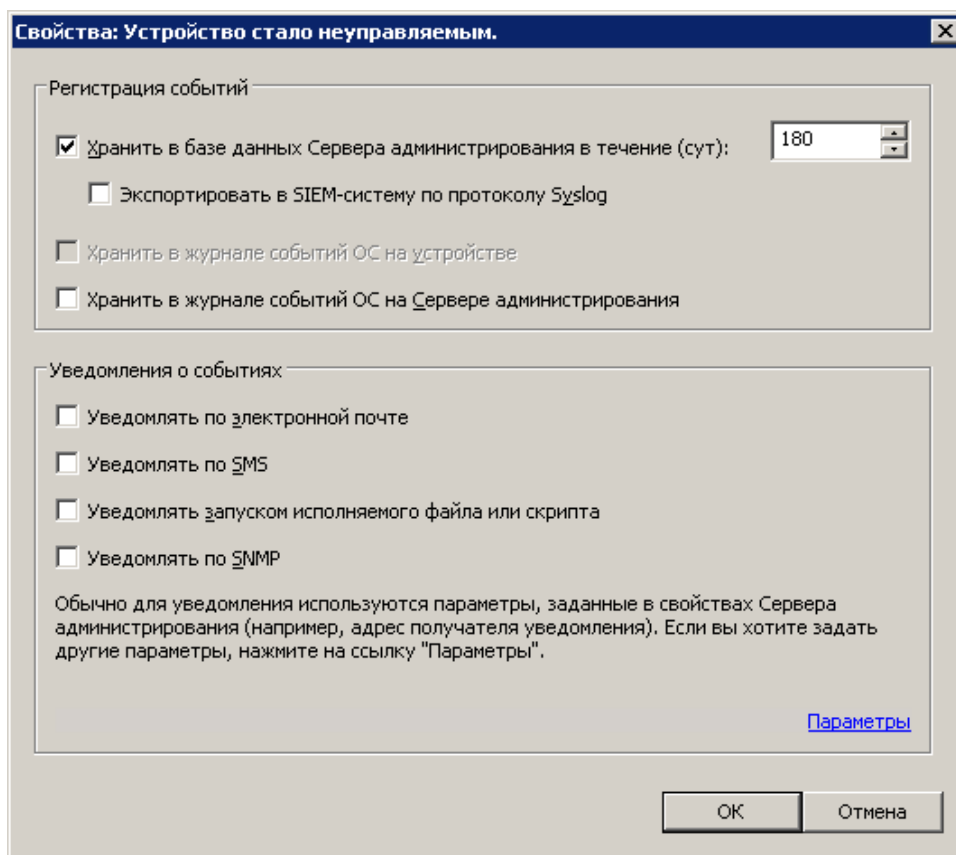 Свойства: Устройство стало неуправляемым.
Регистрация событий
Хранить в базе данных Сервера администрирования в течение (сут): 180
Экспортировать в SIEM-систему по протоколу Syslog
Хранить в журнале событий ОС на устройстве
Хранить в журнале событий ОС на Сервере администрирования
Уведомления о событиях
Уведомлять по электронной почте
Уведомлять по SMS
Уведомлять запуском исполняемого файла или скрипта
Уведомлять по SNMP
Обычно для уведомления используются параметры, заданные в свойствах Сервера
администрирования (например, адрес получателя уведомления). Если вы хотите задать
другие параметры, нажмите на ссылку "Параметры".
Параметры
ОК Отмена